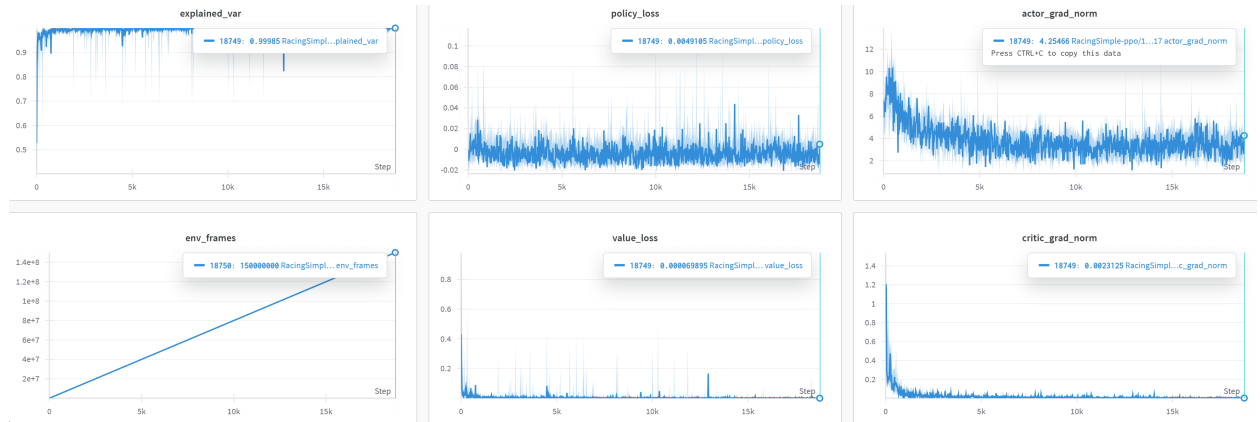 explained_var
18749: 0.99985 RacingSimpl...plained_var
0.9
0.8
0.7
0.6
0.5
Step
0
5k
10k
15k
policy_loss
18749: 0.0049105 RacingSimpl...policy_loss
0.1
0.08
0.06
0.04
0.02
0
-0.02
Step
0
5k
10k
15k
actor_grad_norm
18749: 4.25466 RacingSimple-ppo/1...17 actor_grad_norm
Press CTRL+C to copy this data
12
10
8
6
4
2
Step
0
5k
10k
15k
env_frames
18750: 150000000 RacingSimpl... env_frames
1.4e+8
1.2e+8
1e+8
8e+7
6e+7
4e+7
2e+7
Step
0
5k
10k
15k
value_loss
18749: 0.000069895 RacingSimpl... value_loss
0.8
0.6
0.4
0.2
Step
0
5k
10k
15k
critic_grad_norm
18749: 0.0023125 RacingSimpl...c_grad_norm
1.4
1.2
1
0.8
0.6
0.4
0.2
Step
0
5k
10k
15k